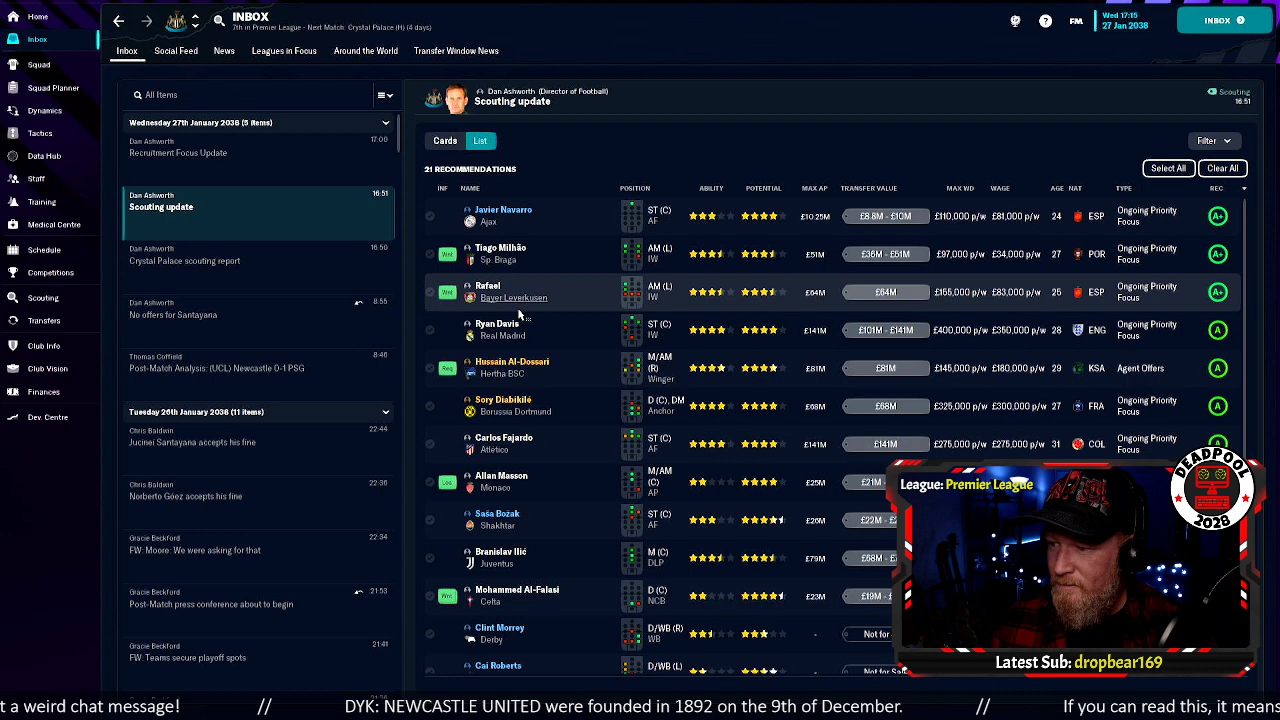 Home
Inbox
Squad
Squad Planner
Dynamics
Tactics
Data Hub
Staff
Training
Medical Centre
Schedule
Competitions
Scouting
Transfers
Club Info
Club Vision
Finances
Dev. Centre
INBOX
7th in Premier League - Next Match: Crystal Palace (H) (4 days)
FM
Wed 17:15
27 Jan 2038
INBOX
Inbox Social Feed News Leagues in Focus Around the World Transfer Window News
All Items
Wednesday 27th January 2038 (5 Items)
Dan Ashworth 17:00
Recruitment Focus Update
Dan Ashworth 16:51
Scouting update
Dan Ashworth 16:50
Crystal Palace scouting report
Dan Ashworth 8:55
No offers for Santayana
Thomas Coffield 8:46
Post-Match Analysis: (UCL) Newcastle 0-1 PSG
Tuesday 26th January 2038 (11 items)
Chris Baldwin 22:44
Jucinei Santayana accepts his fine
Chris Baldwin 22:36
Norberto Góez accepts his fine
Gracie Beckford 22:34
FW: Moore: We were asking for that
Gracie Beckford 21:53
Post-Match press conference about to begin
Gracie Beckford 21:41
FW: Teams secure playoff spots
Dan Ashworth (Director of Football)
Scouting update
Scouting
16:51
Cards List Filter
21 RECOMMENDATIONS Select All Clear All
INF NAME POSITION ABILITY POTENTIAL MAX AP TRANSFER VALUE MAX WD WAGE AGE NAT TYPE REC
Javier Navarro
Ajax
ST (C)
AF
£10.25M £8.8M - £10M £110,000 p/w £81,000 p/w 24 ESP Ongoing Priority
Focus
A+
Wnt Tiago Milhão
Sp. Braga
AM (L)
IW
£51M £36M - £51M £97,000 p/w £34,000 p/w 27 POR Ongoing Priority
Focus
A+
Wnt Rafael
Bayer Leverkusen
AM (L)
IW
£64M £64M £165,000 p/w £66,000 p/w 25 ESP Ongoing Priority
Focus
A+
Ryan Davis
Real Madrid
ST (C)
IW
£141M £101M - £141M £400,000 p/w £350,000 p/w 28 ENG Ongoing Priority
Focus
A
Req Hussain Al-Dossari
Hertha BSC
M/AM
(R)
Winger
£81M £81M £145,000 p/w £180,000 p/w 29 KSA Agent Offers
A
Sory Diabikilé
Borussia Dortmund
D (C), DM
Anchor
£68M £68M £325,000 p/w £300,000 p/w 27 FRA Ongoing Priority
Focus
A
Carlos Fajardo
Atlético
ST (C)
AF
£141M £141M £275,000 p/w £275,000 p/w 31 COL Ongoing Priority
Focus
A
Allan Masson
Monaco
M/AM
(C)
AP
£25M £21M -
Saša Božak
Shakhtar
ST (C)
AF
£26M £22M -
Branislav Ilić
Juventus
M (C)
DLP
£79M £68M -
Wnt Mohammed Al-Falasi
Celta
D (C)
NCB
£23M £19M -
Clint Morrey
Derby
D/WB (R)
WB
- Not for
Cai Roberts
D/WB (L)
League: Premier League
DEADPOOL
2028
Latest Sub: dropbear169
t a weird chat message! // DYK: NEWCASTLE UNITED were founded in 1892 on the 9th of December. // If you can read this, it means